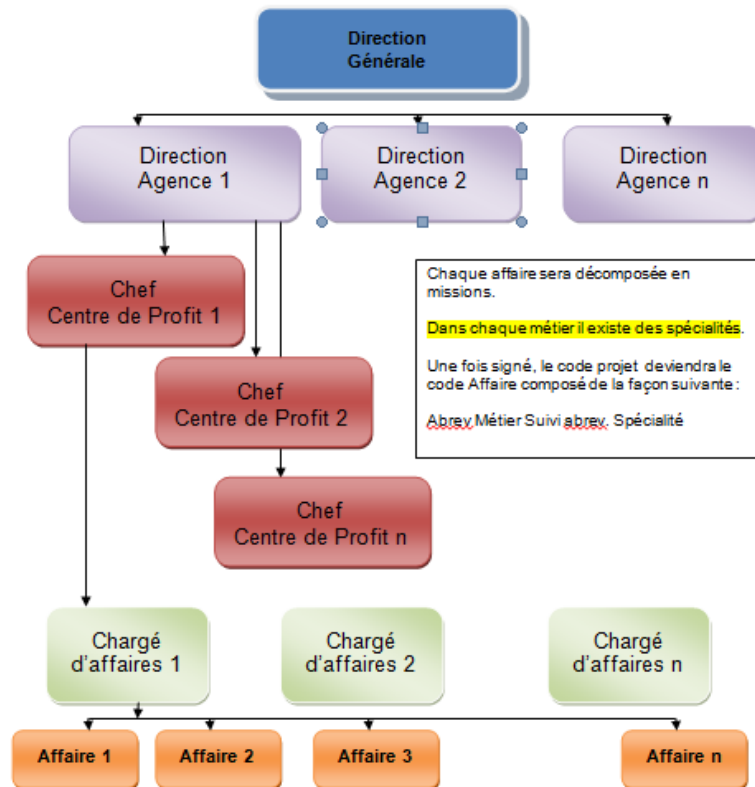 Direction
Générale
Direction
Agence 1
Direction
Agence 2
Direction
Agence n
Chef
Centre de Profit 1
Chaque affaire sera décomposée en
missions.
Dans chaque métier il existe des spécialités.
Une fois signé, le code projet deviendra le
code Affaire composé de la façon suivante :
Abrev Métier Suivi abrev. Spécialité
Chef
Centre de Profit 2
Chef
Centre de Profit n
Chargé
d'affaires 1
Chargé
d'affaires 2
Chargé
d'affaires n
Affaire 1
Affaire 2
Affaire 3
Affaire n